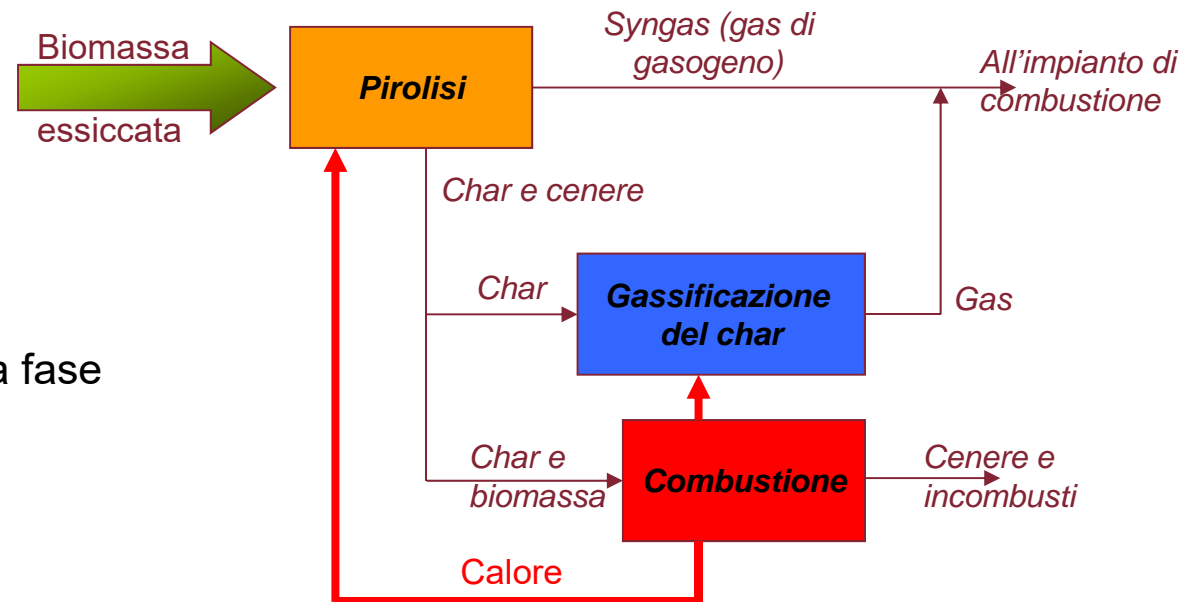 Biomassa
essiccata
Pirolisi
Syngas (gas di
gasogeno)
All'impianto di
combustione
Char e cenere
Char
Gassificazione
del char
Gas
a fase
Char e
biomassa
Combustione
Cenere e
incombusti
Calore